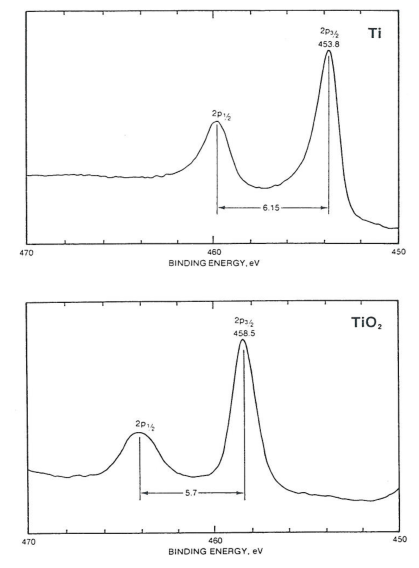 2p3/2
453.8
Ti
2p1/2
6.15
470
460
450
BINDING ENERGY, eV
2p3/2
458.5
TiO2
2p1/2
5.7
470
460
450
BINDING ENERGY, eV